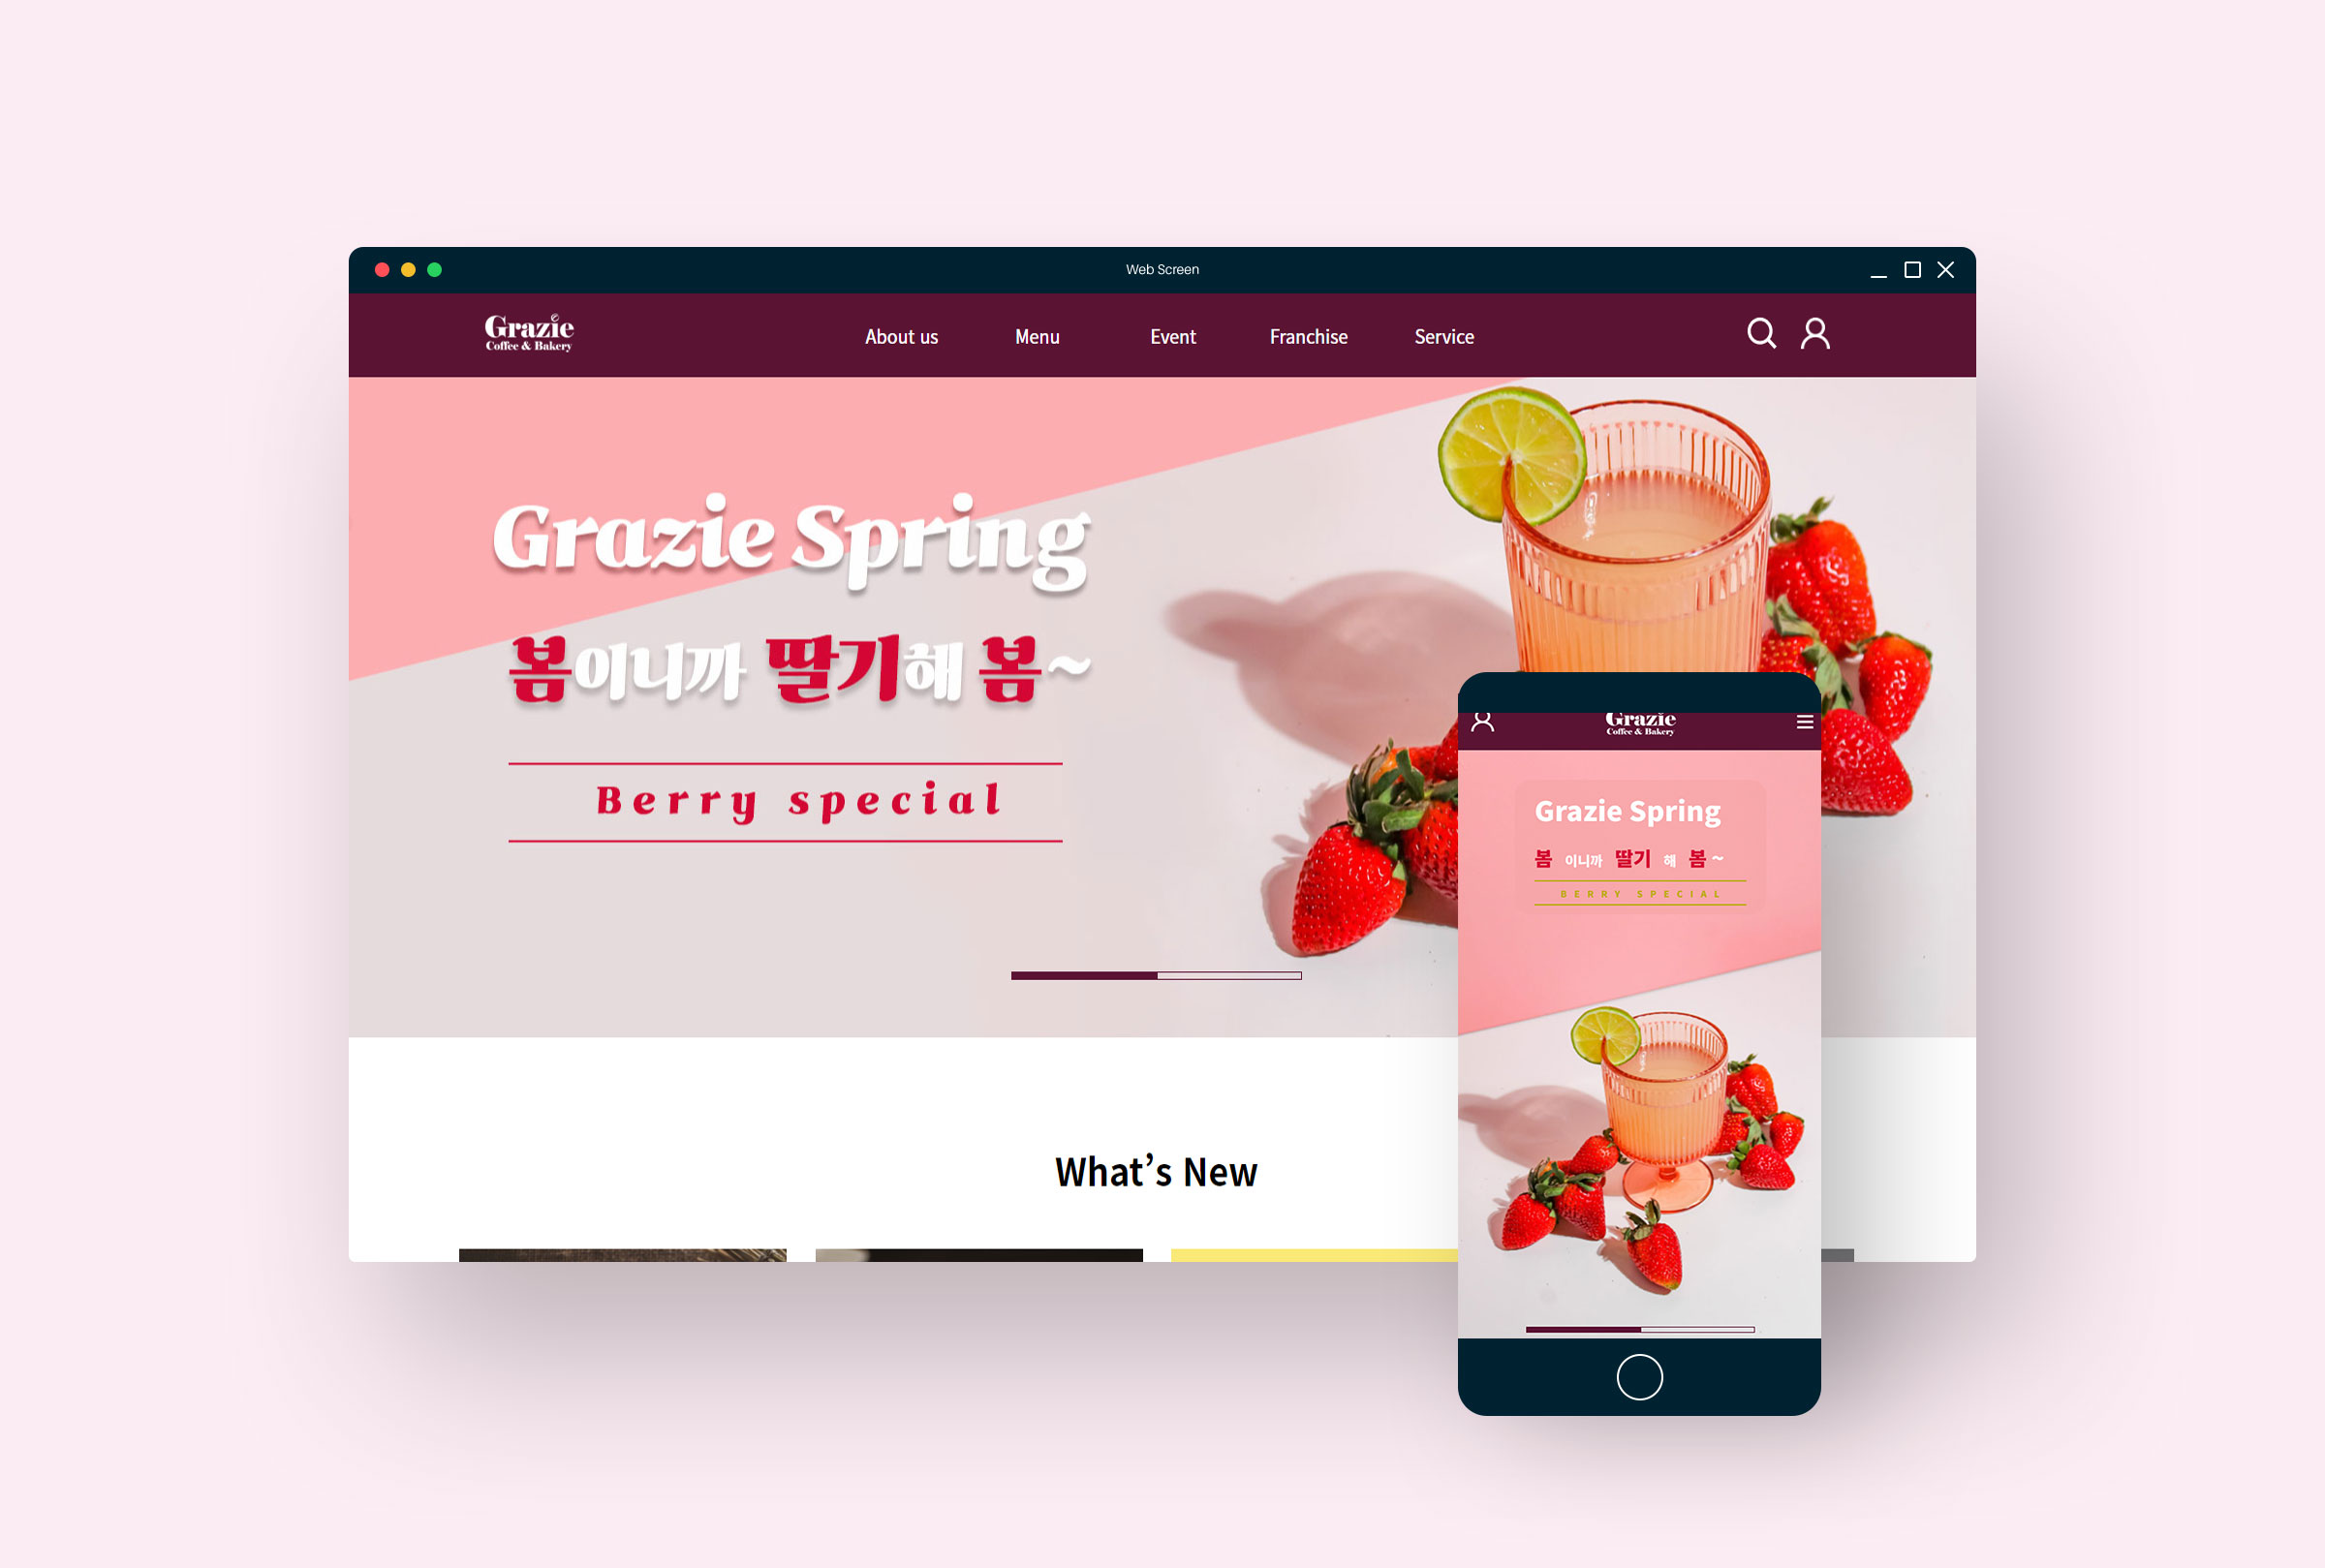 Web Screen
Grazie
Coffee & Bakery
About us
Menu
Event
Franchise
Service
Grazie Spring
봄이니까 딸기해 봄~
Berry special
What's New
Grazie
Coffee & Bakery
Grazie Spring
봄 이니까 딸기 해 봄 ~
BERRY SPECIAL